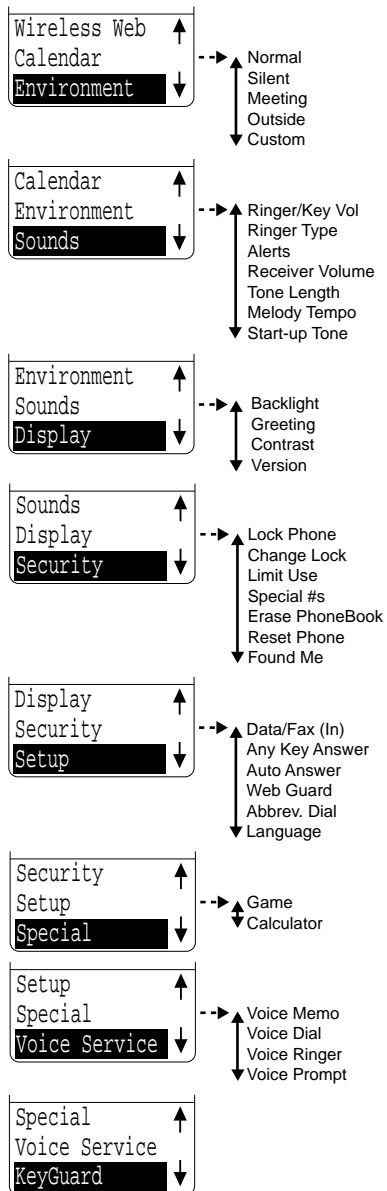 Wireless Web
Calendar
Environment
Normal
Silent
Meeting
Outside
Custom
Calendar
Environment
Sounds
Ringer/Key Vol
Ringer Type
Alerts
Receiver Volume
Tone Length
Melody Tempo
Start-up Tone
Environment
Sounds
Display
Backlight
Greeting
Contrast
Version
Sounds
Display
Security
Lock Phone
Change Lock
Limit Use
Special #s
Erase PhoneBook
Reset Phone
Found Me
Display
Security
Setup
Data/Fax (In)
Any Key Answer
Auto Answer
Web Guard
Abbrev. Dial
Language
Security
Setup
Special
Game
Calculator
Setup
Special
Voice Service
Voice Memo
Voice Dial
Voice Ringer
Voice Prompt
Special
Voice Service
KeyGuard